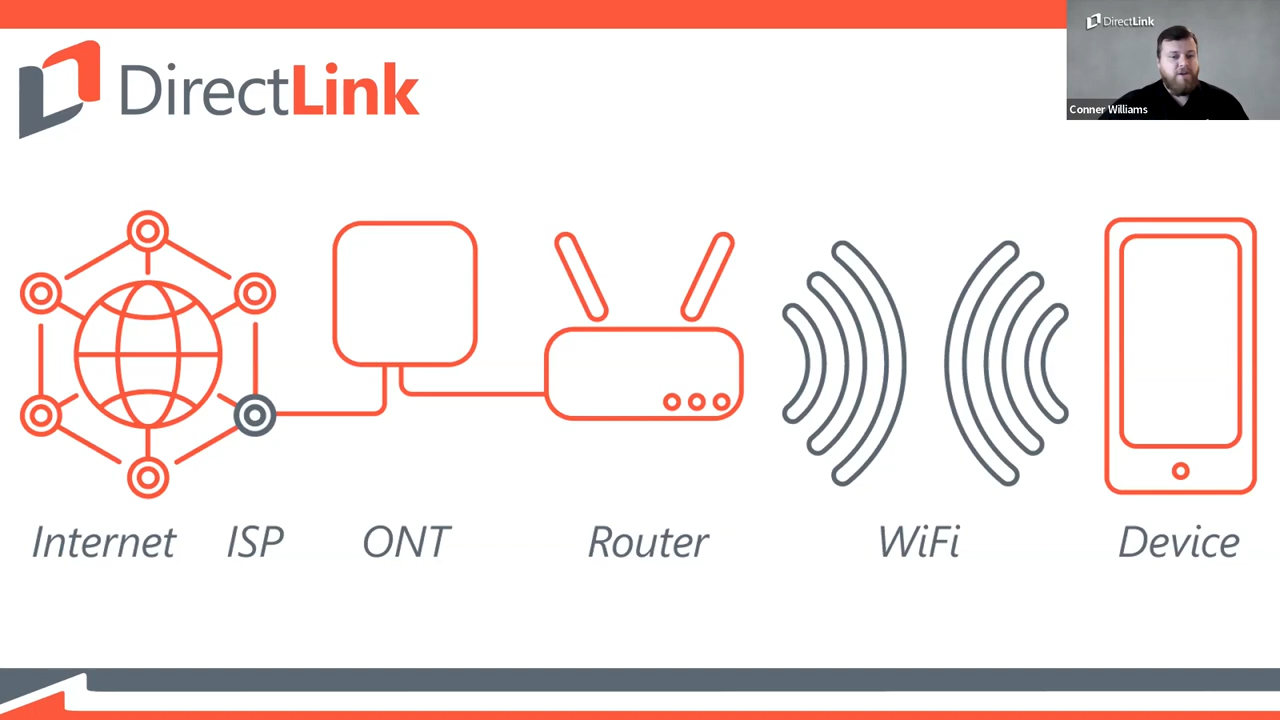 DirectLink
DirectLink
Conner Williams
Internet ISP ONT Router WiFi Device